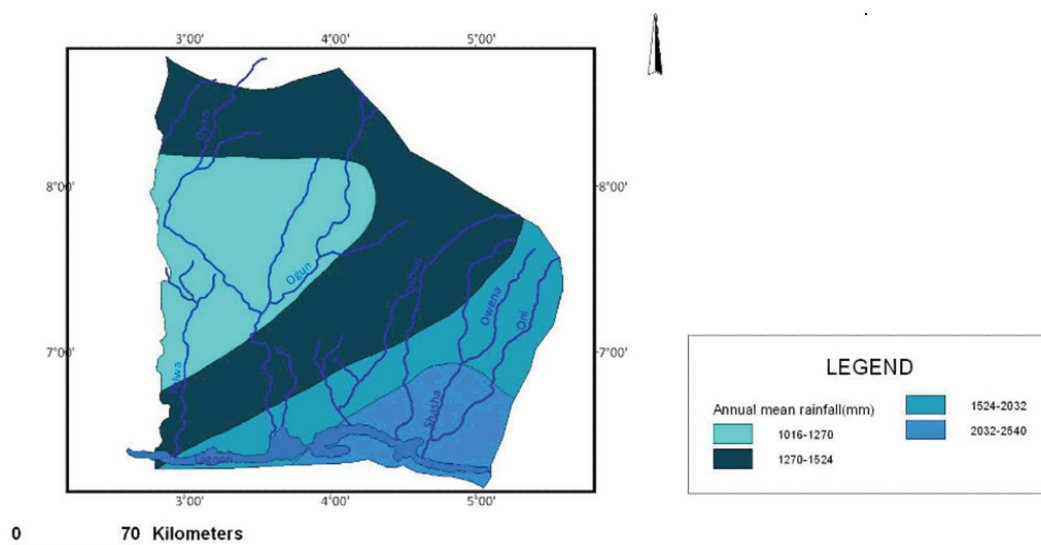 3°00' 4°00' 5°00'
Oyan
8°00' 8°00'
Ogun
Oshun
Owena
Oni
7°00' 7°00'
Yelwa
Shasha
Lagoon
3°00' 4°00' 5°00'
0 70 Kilometers
LEGEND
Annual mean rainfall(mm)
1016-1270
1270-1524
1524-2032
2032-2540